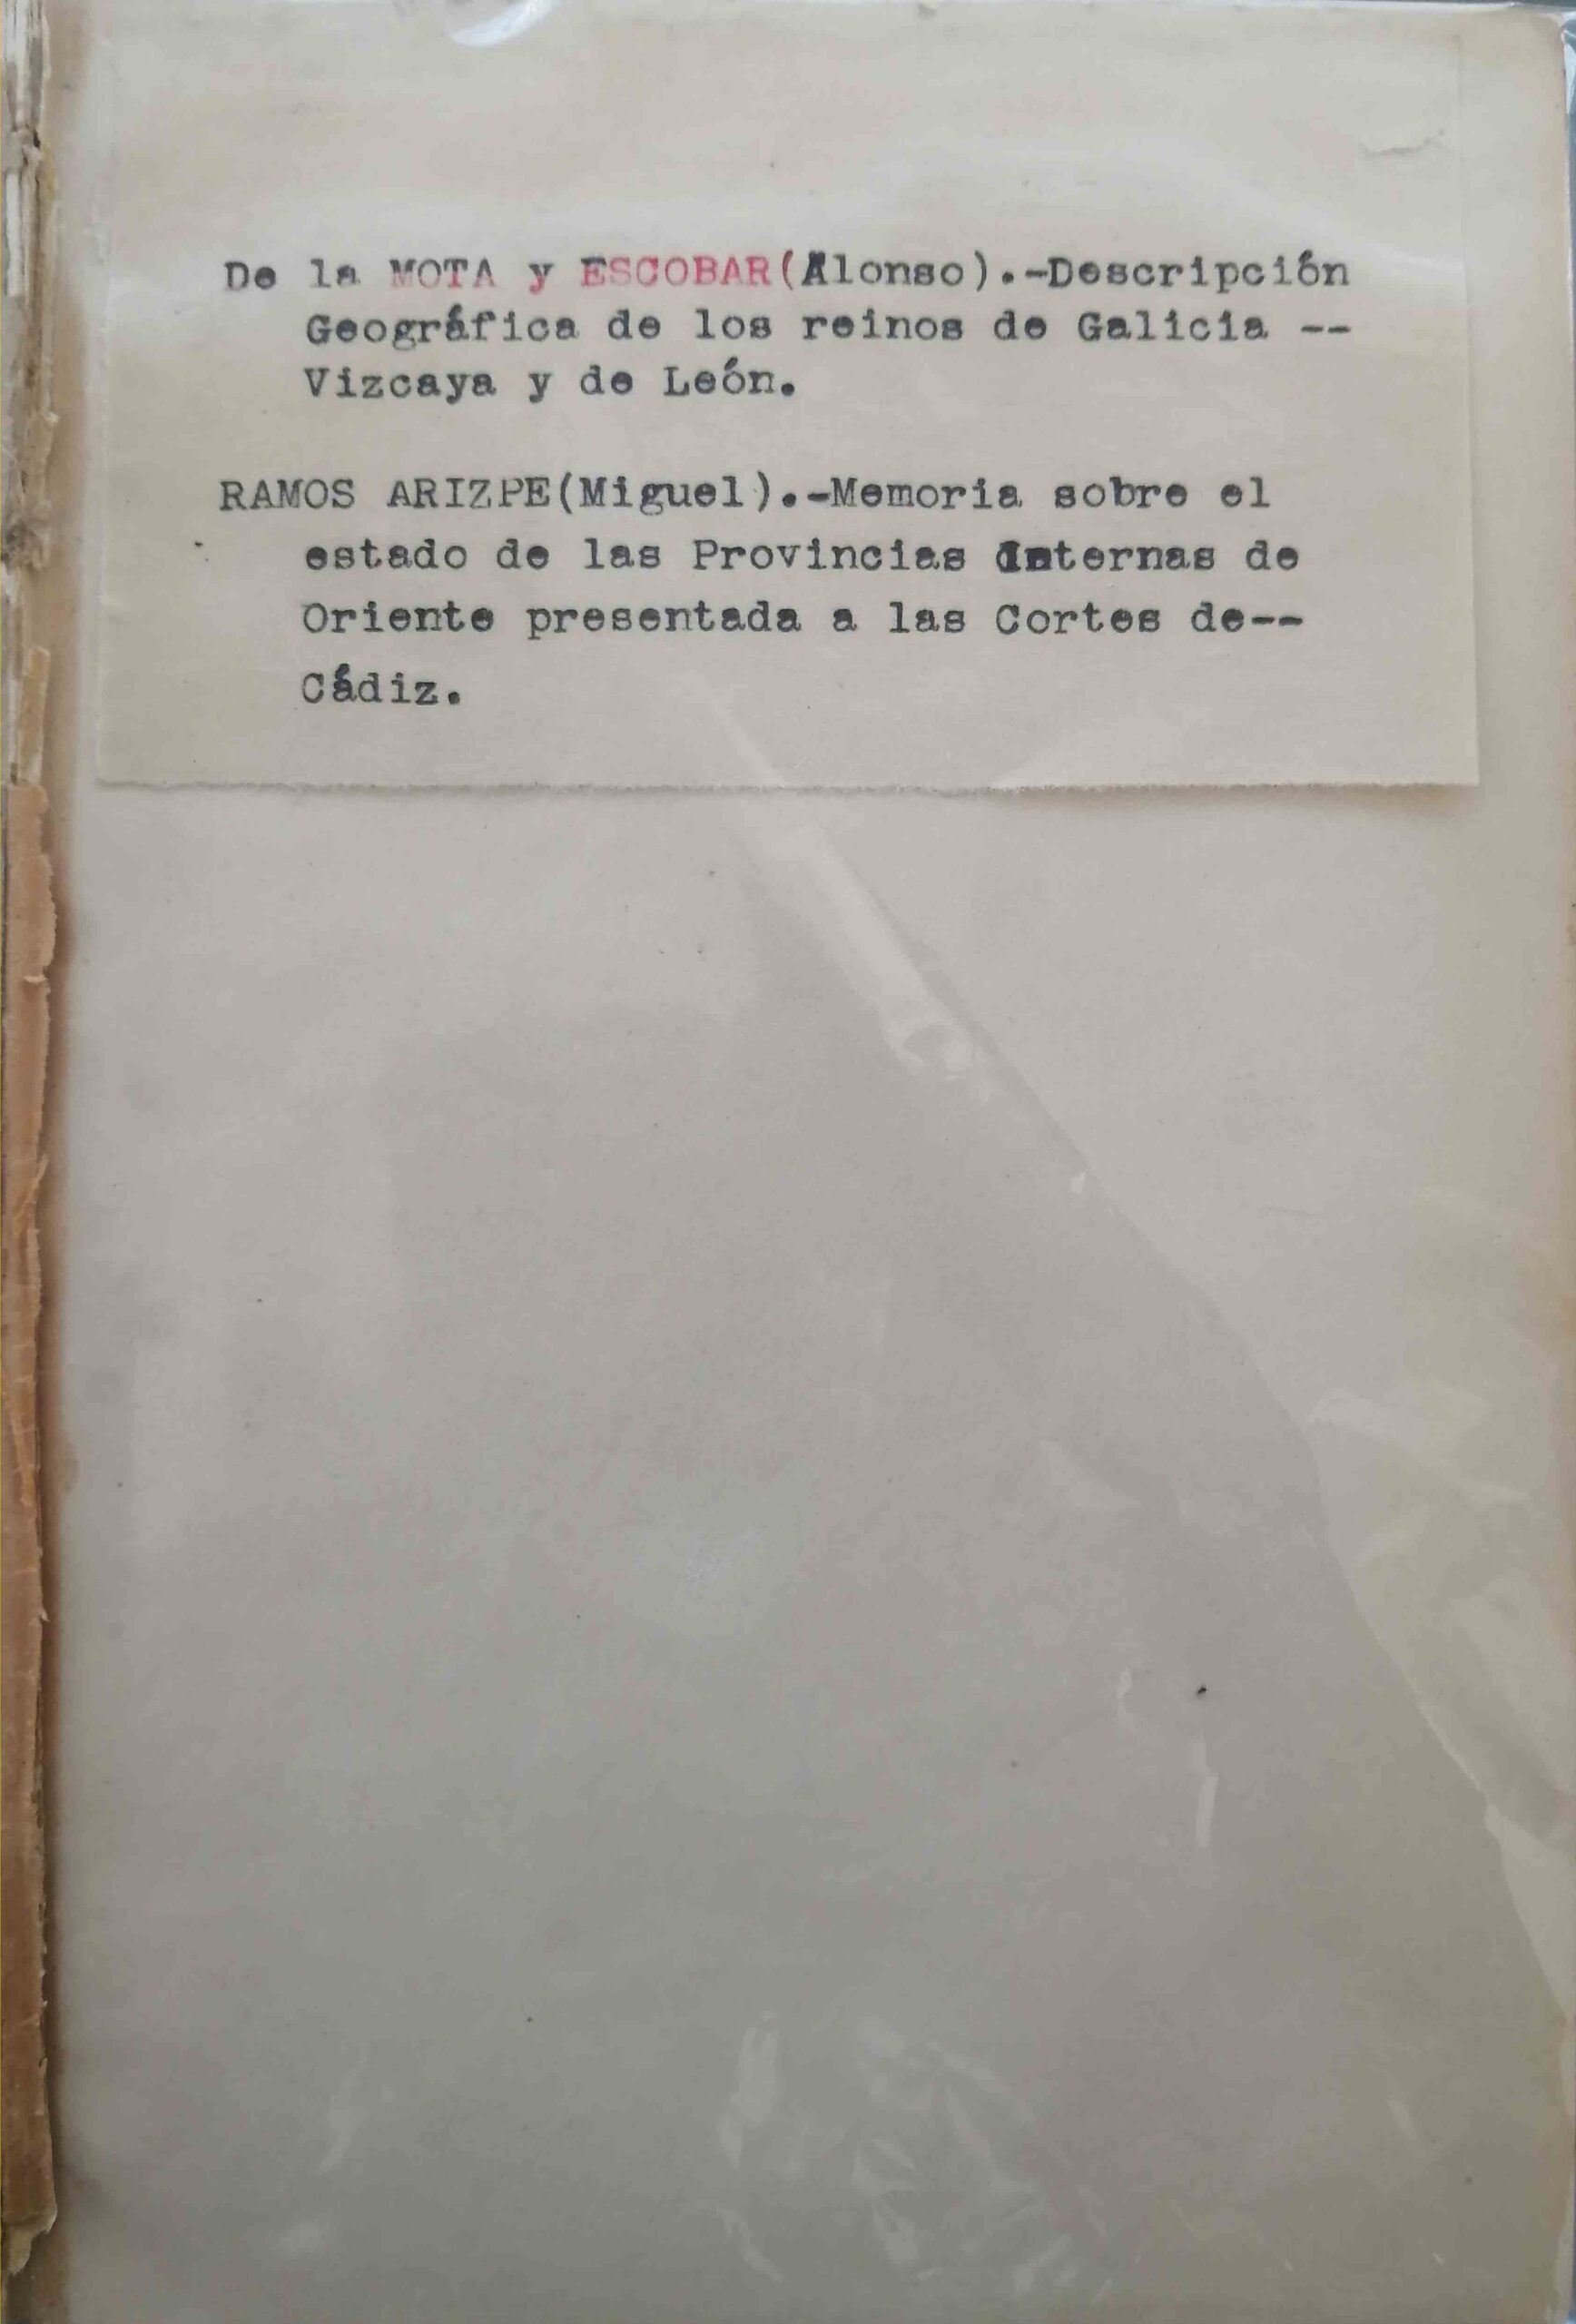 De la MOTA y ESCOBAR(Alonso).-Descripción
Geográfica de los reinos de Galicia --
Vizcaya y de León.
RAMOS ARIZPE(Miguel).-Memoria sobre el
estado de las Provincias Internas de
Oriente presentada a las Cortes de--
Cádiz.